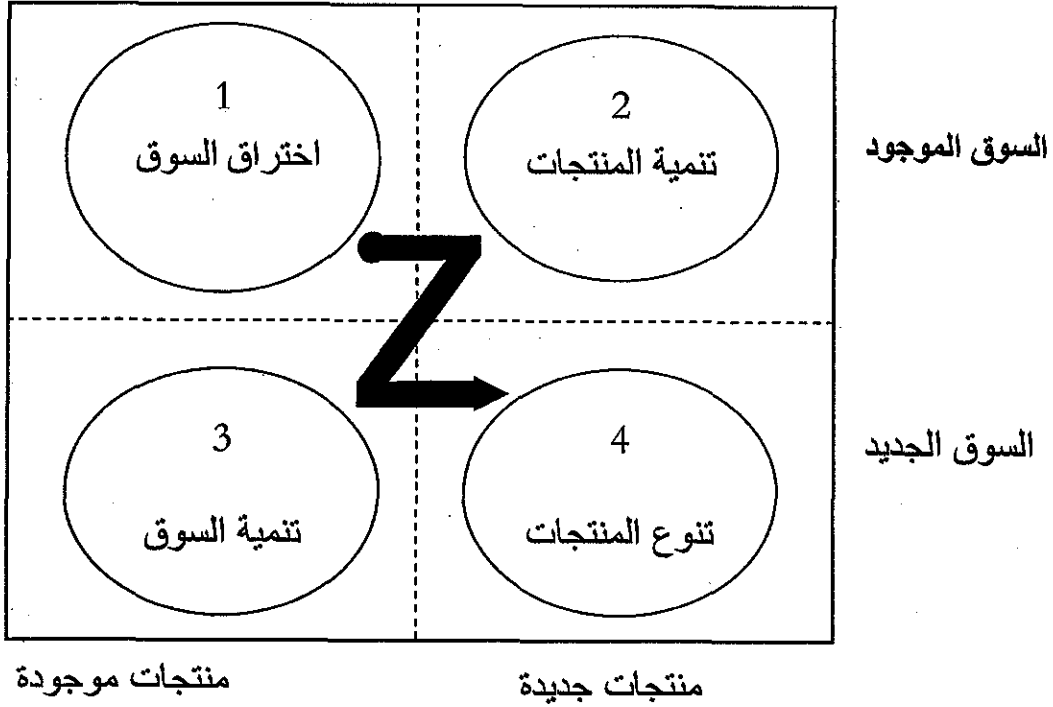 1
اختراق السوق
2
تنمية المنتجات
السوق الموجود
Z
3
تنمية السوق
4
تنوع المنتجات
السوق الجديد
منتجات موجودة
منتجات جديدة